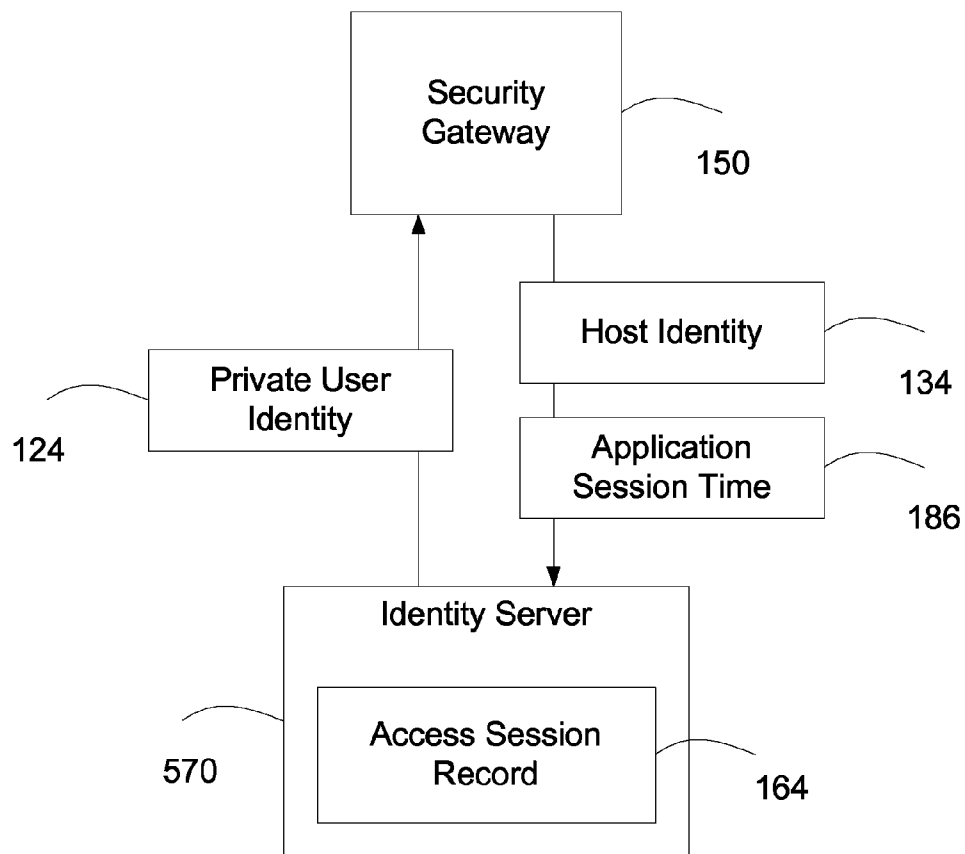 Security
Gateway
150
Host Identity
134
Private User
Identity
124
Application
Session Time
186
Identity Server
570
Access Session
Record
164